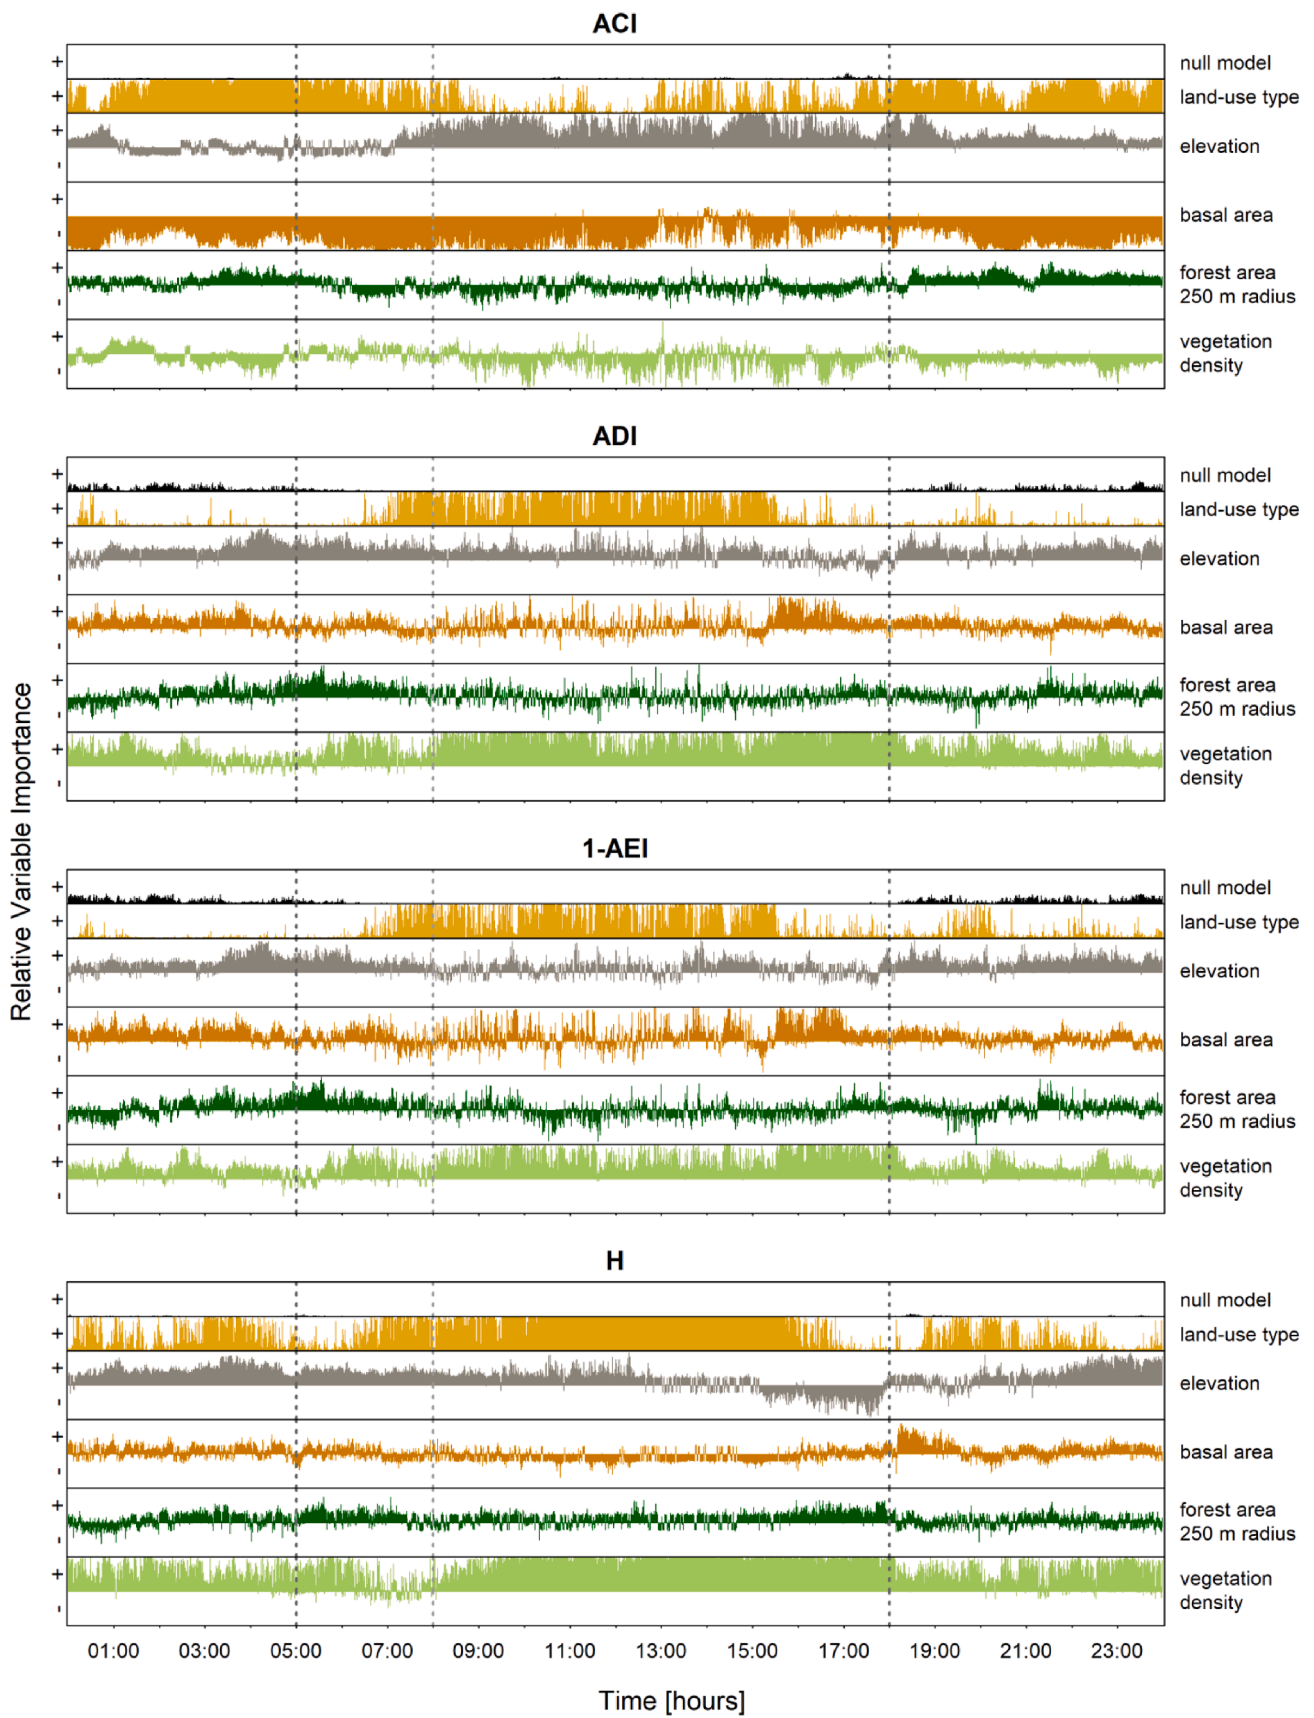 ACI
+
null model
+
land-use type
+
-
elevation
+
-
basal area
+
-
forest area
250 m radius
+
-
vegetation
density
ADI
+
null model
+
land-use type
+
-
elevation
+
-
basal area
+
-
forest area
250 m radius
+
-
vegetation
density
Relative Variable Importance
1-AEI
+
null model
+
land-use type
+
-
elevation
+
-
basal area
+
-
forest area
250 m radius
+
-
vegetation
density
H
+
null model
+
land-use type
+
-
elevation
+
-
basal area
+
-
forest area
250 m radius
+
-
vegetation
density
01:00 03:00 05:00 07:00 09:00 11:00 13:00 15:00 17:00 19:00 21:00 23:00
Time [hours]